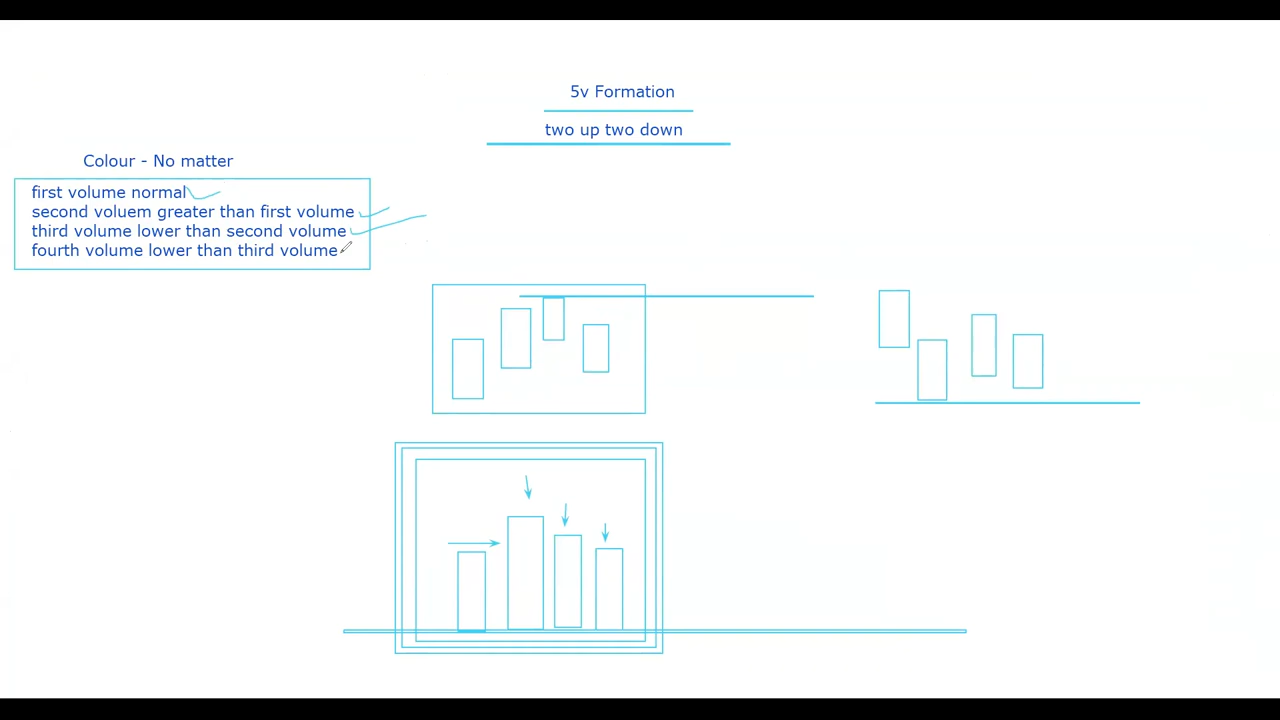 5v Formation
two up two down
Colour - No matter
first volume normal
second voluem greater than first volume
third volume lower than second volume
fourth volume lower than third volume